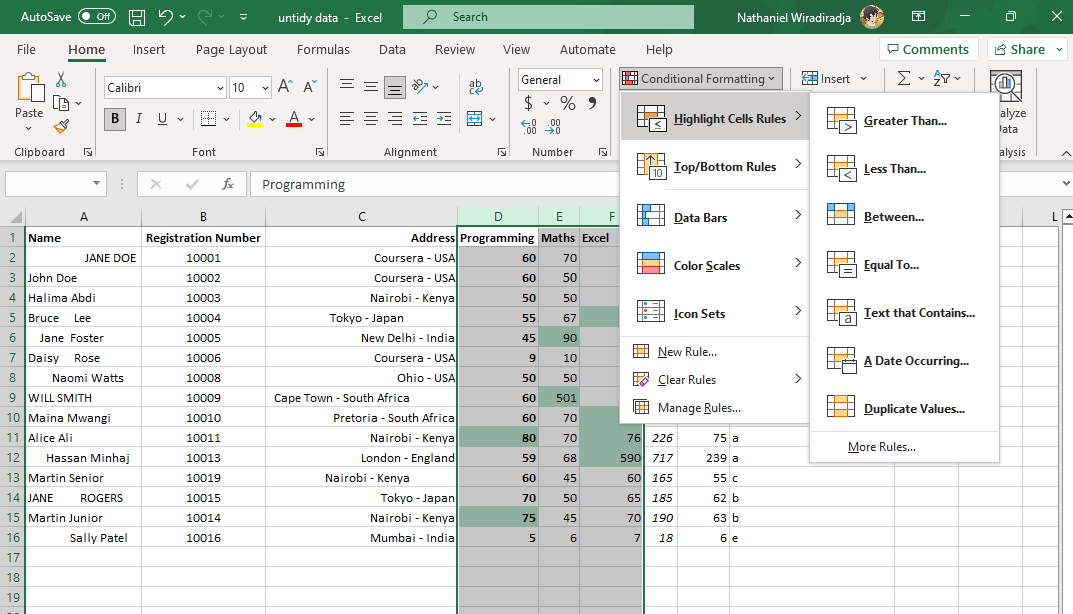 AutoSave Off untidy data - Excel Search Nathaniel Wiradiradja
File Home Insert Page Layout Formulas Data Review View Automate Help Comments Share
Calibri 10 General Conditional Formatting Insert
Paste B I U A $ % 9
Clipboard Font Alignment Number
alyze
Data
alysis
fx Programming
Highlight Cells Rules
Top/Bottom Rules
Data Bars
Color Scales
Icon Sets
New Rule...
Clear Rules
Manage Rules...
Greater Than...
Less Than...
Between...
Equal To...
Text that Contains...
A Date Occurring...
Duplicate Values...
More Rules...
A B C D E F L
1 Name Registration Number Address Programming Maths Excel
2 JANE DOE 10001 Coursera - USA 60 70
3 John Doe 10002 Coursera - USA 60 50
4 Halima Abdi 10003 Nairobi - Kenya 50 50
5 Bruce Lee 10004 Tokyo - Japan 55 67
6 Jane Foster 10005 New Delhi - India 45 90
7 Daisy Rose 10006 Coursera - USA 9 10
8 Naomi Watts 10008 Ohio - USA 50 50
9 WILL SMITH 10009 Cape Town - South Africa 60 501
10 Maina Mwangi 10010 Pretoria - South Africa 60 70
11 Alice Ali 10011 Nairobi - Kenya 80 70 76 226 75 a
12 Hassan Minhaj 10013 London - England 59 68 590 717 239 a
13 Martin Senior 10019 Nairobi - Kenya 60 45 60 165 55 c
14 JANE ROGERS 10015 Tokyo - Japan 70 50 65 185 62 b
15 Martin Junior 10014 Nairobi - Kenya 75 45 70 190 63 b
16 Sally Patel 10016 Mumbai - India 5 6 7 18 6 e
17
18
19